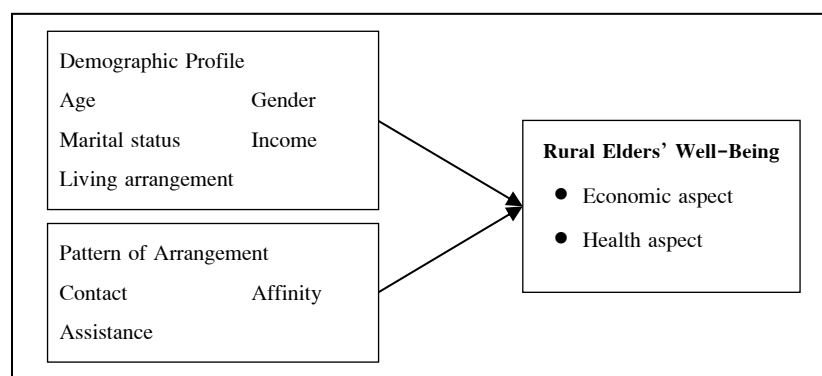 Demographic Profile
Age Gender
Marital status Income
Living arrangement
Pattern of Arrangement
Contact Affinity
Assistance
Rural Elders’ Well-Being
● Economic aspect
● Health aspect